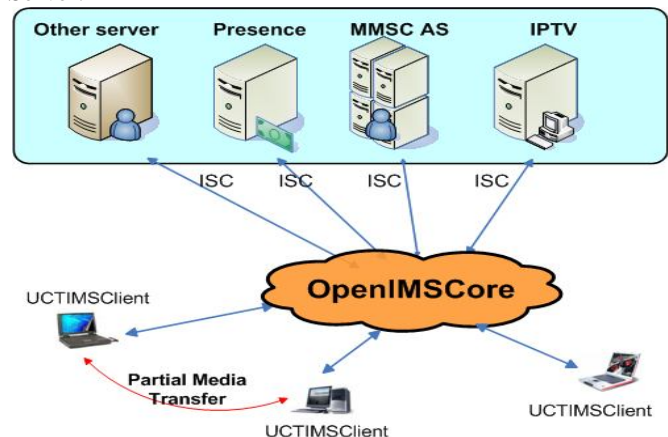 Other server Presence MMSC AS IPTV
ISC ISC ISC ISC
OpenIMSCore
UCTIMSClient
Partial Media
Transfer
UCTIMSClient
UCTIMSClient